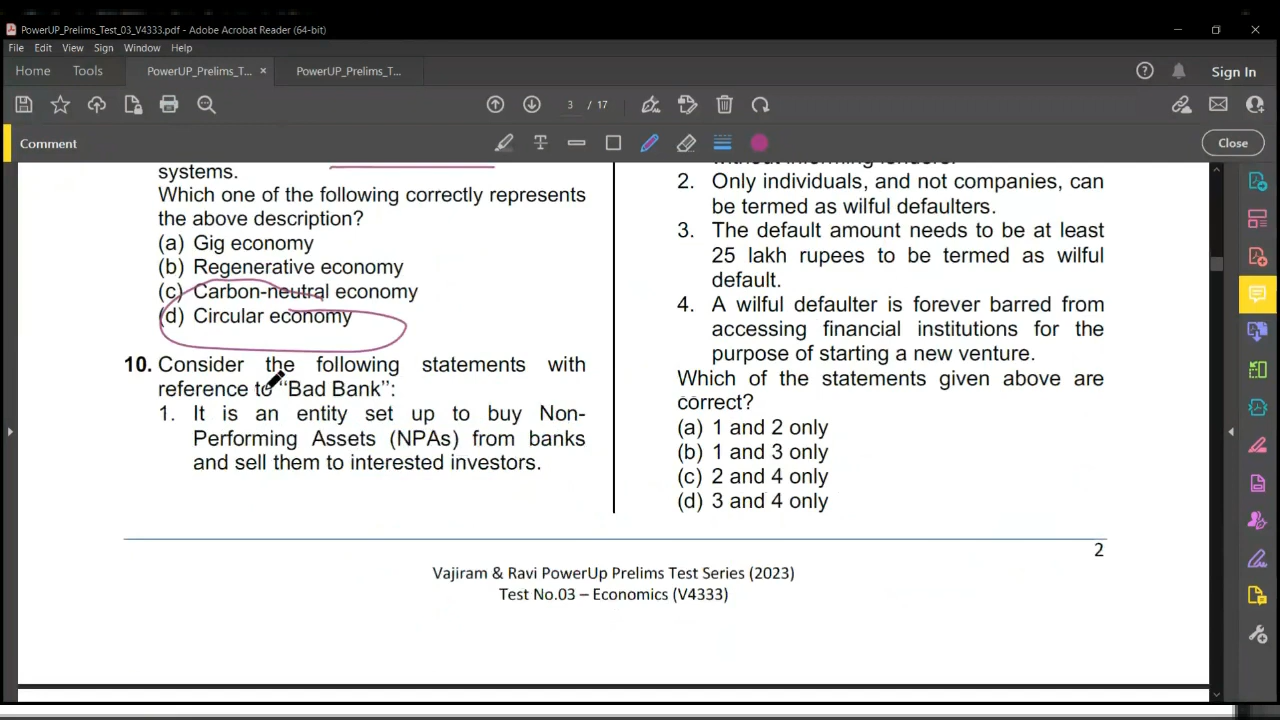 PowerUP_Prelims_Test_03_V4333.pdf - Adobe Acrobat Reader (64-bit)
File Edit View Sign Window Help
Home Tools PowerUP_Prelims_T... × PowerUP_Prelims_T... Sign In
3 / 17
Comment Close
systems.
Which one of the following correctly represents
the above description?
(a) Gig economy
(b) Regenerative economy
(c) Carbon-neutral economy
(d) Circular economy
10. Consider the following statements with
reference to “Bad Bank”:
1. It is an entity set up to buy Non-
Performing Assets (NPAs) from banks
and sell them to interested investors.
without informing lenders.
2. Only individuals, and not companies, can
be termed as wilful defaulters.
3. The default amount needs to be at least
25 lakh rupees to be termed as wilful
default.
4. A wilful defaulter is forever barred from
accessing financial institutions for the
purpose of starting a new venture.
Which of the statements given above are
correct?
(a) 1 and 2 only
(b) 1 and 3 only
(c) 2 and 4 only
(d) 3 and 4 only
2
Vajiram & Ravi PowerUp Prelims Test Series (2023)
Test No.03 – Economics (V4333)